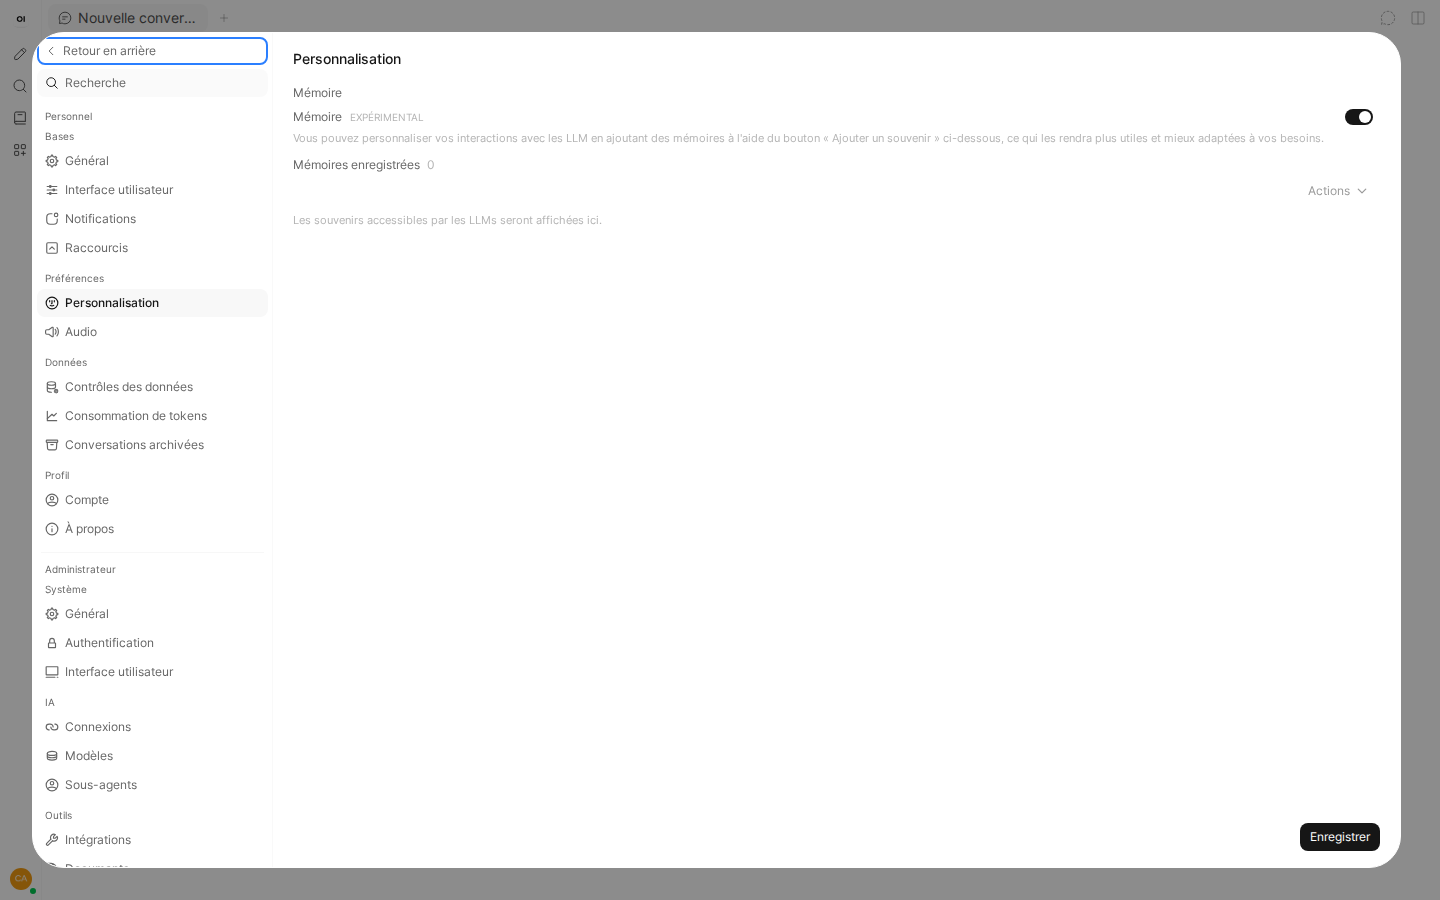 OI
Nouvelle conver...
Retour en arrière
Recherche
Personnel
Bases
Général
Interface utilisateur
Notifications
Raccourcis
Préférences
Personnalisation
Audio
Données
Contrôles des données
Consommation de tokens
Conversations archivées
Profil
Compte
À propos
Administrateur
Système
Général
Authentification
Interface utilisateur
IA
Connexions
Modèles
Sous-agents
Outils
Intégrations
Personnalisation
Mémoire
Mémoire EXPÉRIMENTAL
Vous pouvez personnaliser vos interactions avec les LLM en ajoutant des mémoires à l'aide du bouton « Ajouter un souvenir » ci-dessous, ce qui les rendra plus utiles et mieux adaptées à vos besoins.
Mémoires enregistrées 0
Actions
Les souvenirs accessibles par les LLMs seront affichées ici.
Enregistrer
CA